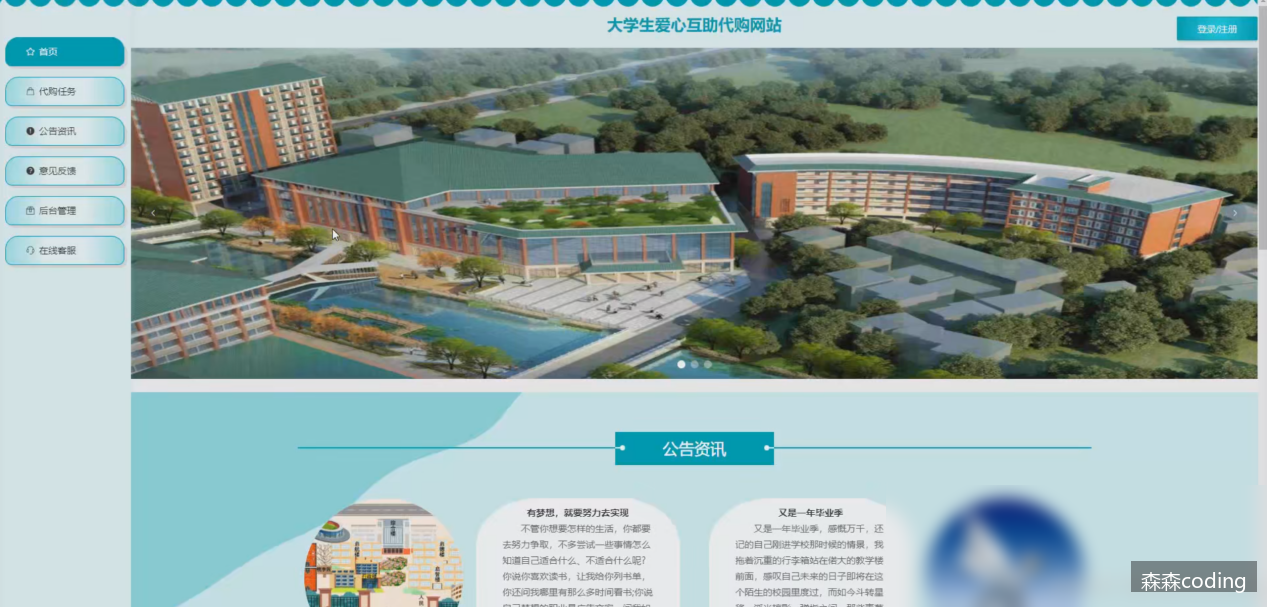 大学生爱心互助代购网站
登录/注册
首页
代购任务
公告资讯
意见反馈
后台管理
在线客服
公告资讯
有梦想，就要努力去实现
不管你想要怎样的生活，你都要
去努力争取，不多尝试一些事情怎么
知道自己适合什么、不适合什么呢？
你说你喜欢读书，让我给你列书单，
你还问我哪里有那么多时间看书;你说
又是一年毕业季
又是一年毕业季，感慨万千，还
记的自己刚进学校那时候的情景，我
拖着沉重的行李箱站在偌大的教学楼
前面，感叹自己未来的日子即将在这
个陌生的校园里度过，而如今斗转星
森森coding